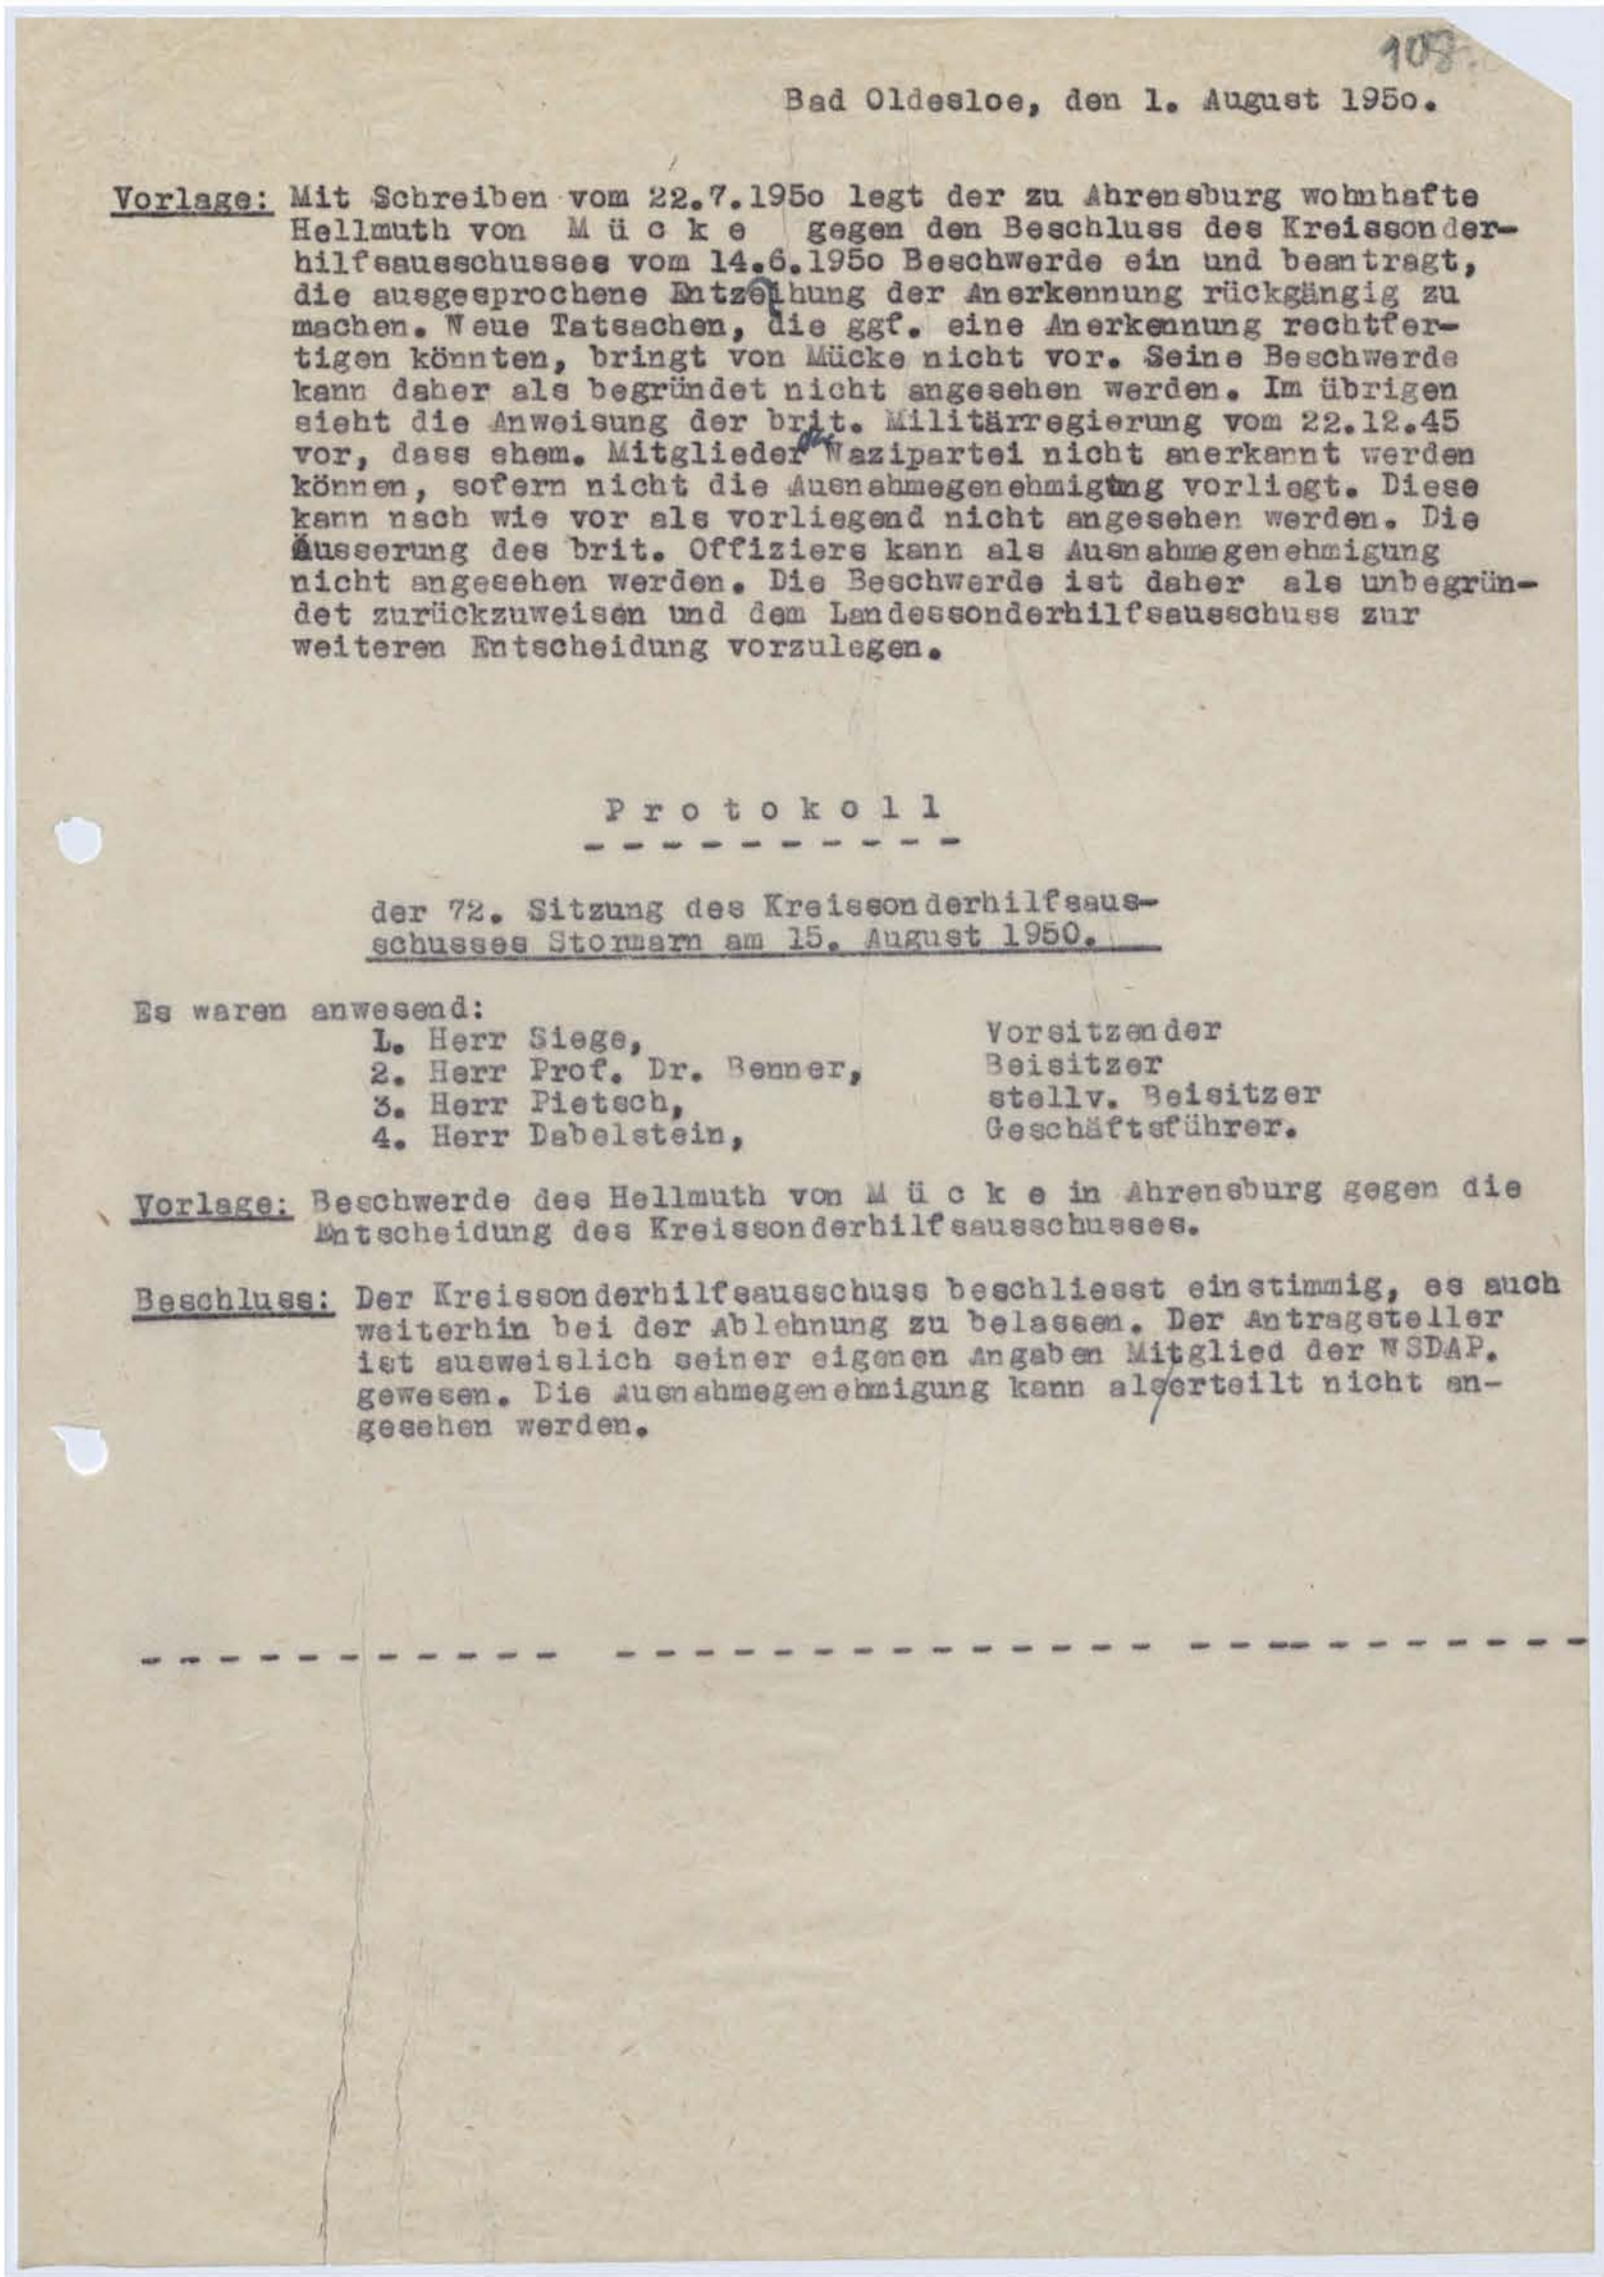 108.
Bad Oldesloe, den 1. August 1950.
Vorlage: Mit Schreiben vom 22.7.1950 legt der zu Ahrensburg wohnhafte
Hellmuth von M ü c k e gegen den Beschluss des Kreissonder-
hilfsausschusses vom 14.6.1950 Beschwerde ein und beantragt,
die ausgesprochene Entzeihung der Anerkennung rückgängig zu
machen. Neue Tatsachen, die ggf. eine Anerkennung rechtfer-
tigen könnten, bringt von Mücke nicht vor. Seine Beschwerde
kann daher als begründet nicht angesehen werden. Im übrigen
sieht die Anweisung der brit. Militärregierung vom 22.12.45
vor, dass ehem. Mitglieder der Nazipartei nicht anerkannt werden
können, sofern nicht die Ausnahmegenehmigung vorliegt. Diese
kann nach wie vor als vorliegend nicht angesehen werden. Die
Äusserung des brit. Offiziers kann als Ausnahmegenehmigung
nicht angesehen werden. Die Beschwerde ist daher als unbegrün-
det zurückzuweisen und dem Landessonderhilfsausschuss zur
weiteren Entscheidung vorzulegen.
P r o t o k o l l
- - - - - - - - - -
der 72. Sitzung des Kreissonderhilfsaus-
schusses Stormarn am 15. August 1950.
Es waren anwesend:
1. Herr Siege, Vorsitzender
2. Herr Prof. Dr. Benner, Beisitzer
3. Herr Pietsch, stellv. Beisitzer
4. Herr Dabelstein, Geschäftsführer.
Vorlage: Beschwerde des Hellmuth von M ü c k e in Ahrensburg gegen die
Entscheidung des Kreissonderhilfsausschusses.
Beschluss: Der Kreissonderhilfsausschuss beschliesst einstimmig, es auch
weiterhin bei der Ablehnung zu belassen. Der Antragsteller
ist ausweislich seiner eigenen Angaben Mitglied der NSDAP.
gewesen. Die Ausnahmegenehmigung kann als erteilt nicht an-
gesehen werden.